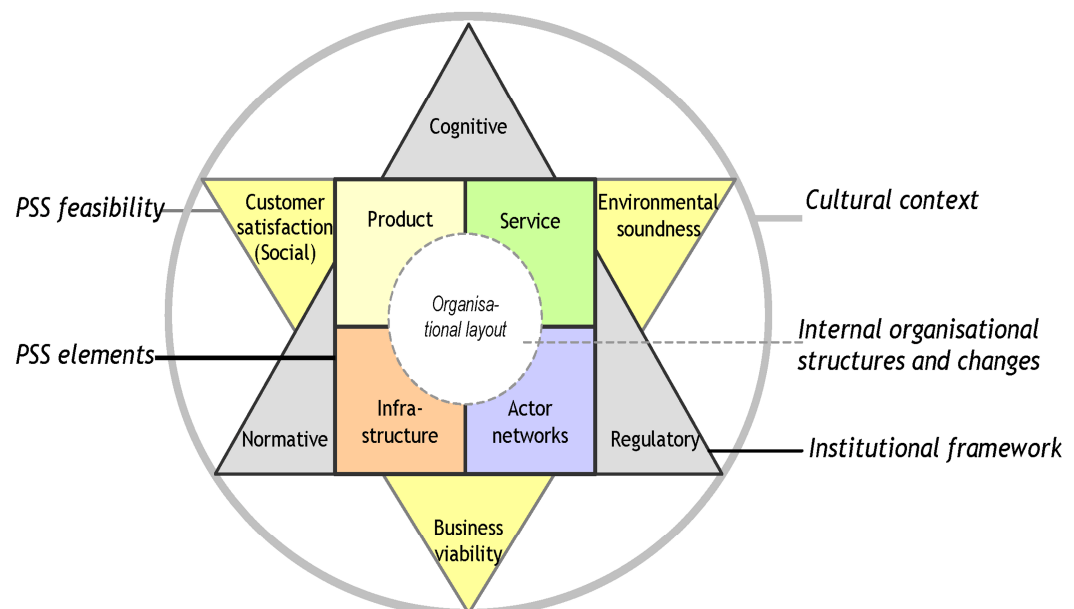 Cognitive
PSS feasibility
Customer
satisfaction
(Social)
Product
Service
Environmental
soundness
Cultural context
Organisa-
tional layout
Internal organisational
structures and changes
PSS elements
Normative
Infra-
structure
Actor
networks
Regulatory
Institutional framework
Business
viability